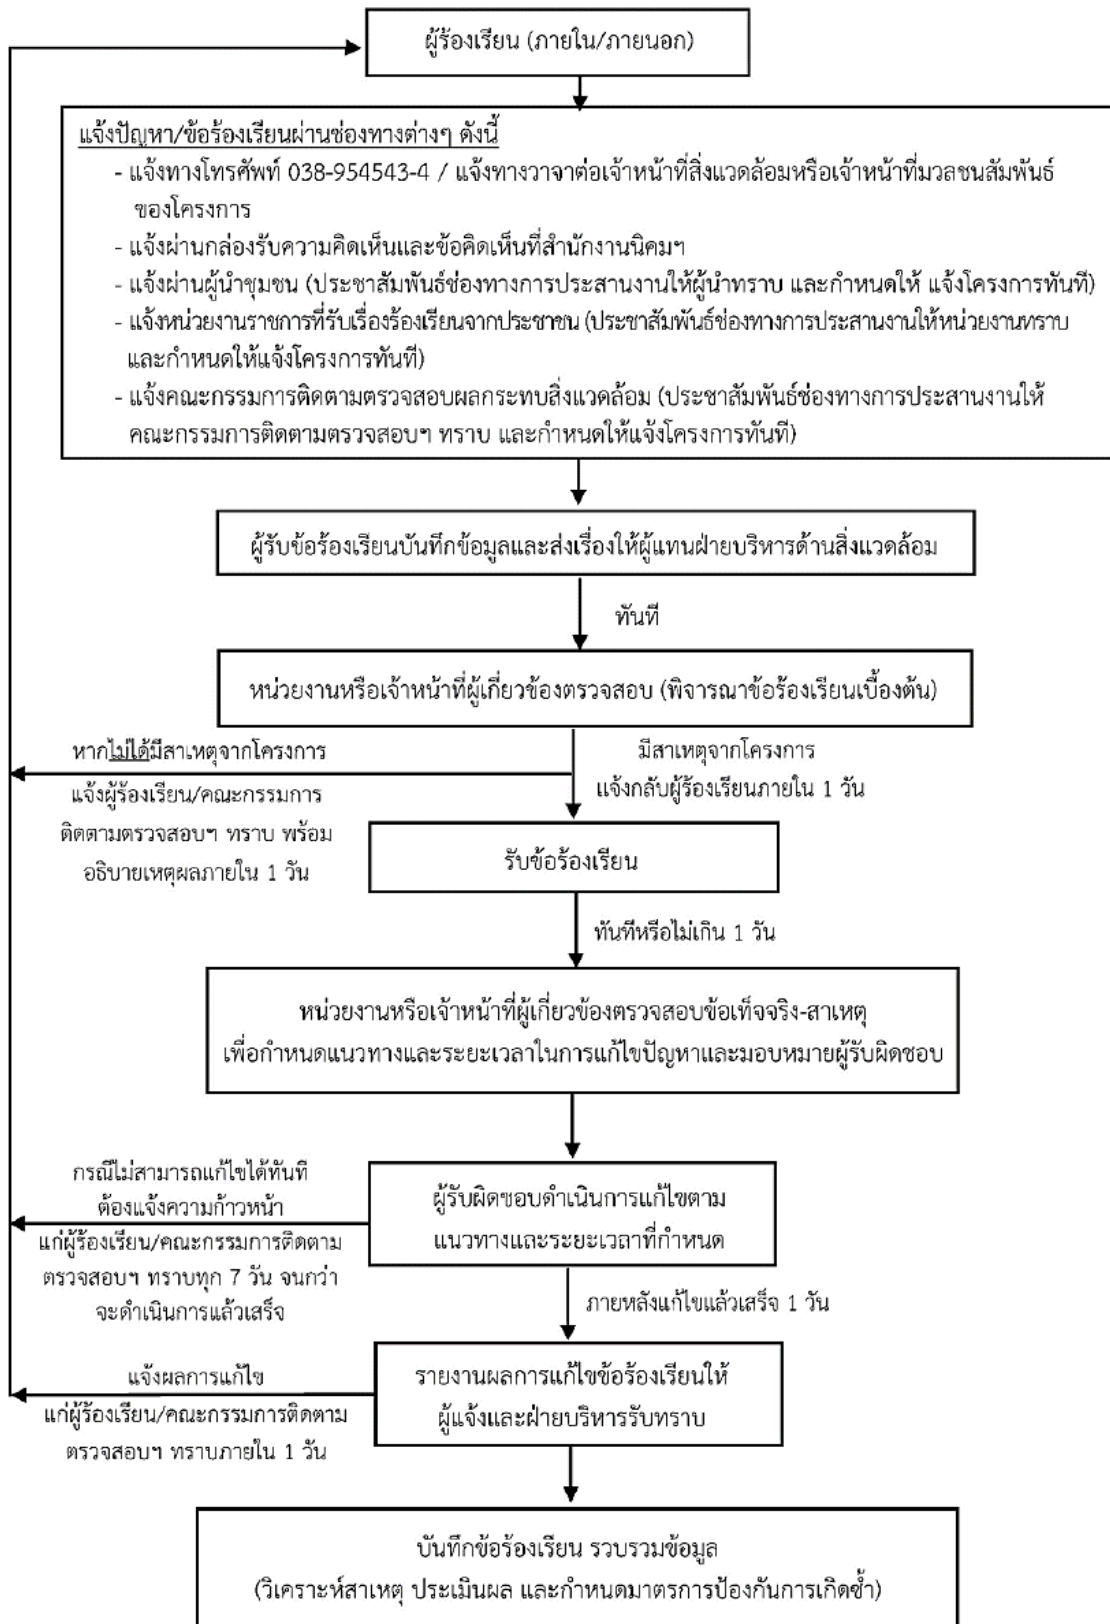 ผู้ร้องเรียน (ภายใน/ภายนอก)
แจ้งปัญหา/ข้อร้องเรียนผ่านช่องทางต่างๆ ดังนี้
- แจ้งทางโทรศัพท์ 038-954543-4 / แจ้งทางวาจาต่อเจ้าหน้าที่สิ่งแวดล้อมหรือเจ้าหน้าที่มวลชนสัมพันธ์
ของโครงการ
- แจ้งผ่านกล่องรับความคิดเห็นและข้อคิดเห็นที่สำนักงานนิคมฯ
- แจ้งผ่านผู้นำชุมชน (ประชาสัมพันธ์ช่องทางการประสานงานให้ผู้นำทราบ และกำหนดให้ แจ้งโครงการทันที)
- แจ้งหน่วยงานราชการที่รับเรื่องร้องเรียนจากประชาชน (ประชาสัมพันธ์ช่องทางการประสานงานให้หน่วยงานทราบ
และกำหนดให้แจ้งโครงการทันที)
- แจ้งคณะกรรมการติดตามตรวจสอบผลกระทบสิ่งแวดล้อม (ประชาสัมพันธ์ช่องทางการประสานงานให้
คณะกรรมการติดตามตรวจสอบฯ ทราบ และกำหนดให้แจ้งโครงการทันที)
ผู้รับข้อร้องเรียนบันทึกข้อมูลและส่งเรื่องให้ผู้แทนฝ่ายบริหารด้านสิ่งแวดล้อม
ทันที
หน่วยงานหรือเจ้าหน้าที่ผู้เกี่ยวข้องตรวจสอบ (พิจารณาข้อร้องเรียนเบื้องต้น)
หากไม่ได้มีสาเหตุจากโครงการ
แจ้งผู้ร้องเรียน/คณะกรรมการ
ติดตามตรวจสอบฯ ทราบ พร้อม
อธิบายเหตุผลภายใน 1 วัน
มีสาเหตุจากโครงการ
แจ้งกลับผู้ร้องเรียนภายใน 1 วัน
รับข้อร้องเรียน
ทันทีหรือไม่เกิน 1 วัน
หน่วยงานหรือเจ้าหน้าที่ผู้เกี่ยวข้องตรวจสอบข้อเท็จจริง-สาเหตุ
เพื่อกำหนดแนวทางและระยะเวลาในการแก้ไขปัญหาและมอบหมายผู้รับผิดชอบ
กรณีไม่สามารถแก้ไขได้ทันที
ต้องแจ้งความก้าวหน้า
แก่ผู้ร้องเรียน/คณะกรรมการติดตาม
ตรวจสอบฯ ทราบทุก 7 วัน จนกว่า
จะดำเนินการแล้วเสร็จ
ผู้รับผิดชอบดำเนินการแก้ไขตาม
แนวทางและระยะเวลาที่กำหนด
ภายหลังแก้ไขแล้วเสร็จ 1 วัน
แจ้งผลการแก้ไข
แก่ผู้ร้องเรียน/คณะกรรมการติดตาม
ตรวจสอบฯ ทราบภายใน 1 วัน
รายงานผลการแก้ไขข้อร้องเรียนให้
ผู้แจ้งและฝ่ายบริหารรับทราบ
บันทึกข้อร้องเรียน รวบรวมข้อมูล
(วิเคราะห์สาเหตุ ประเมินผล และกำหนดมาตรการป้องกันการเกิดซ้ำ)